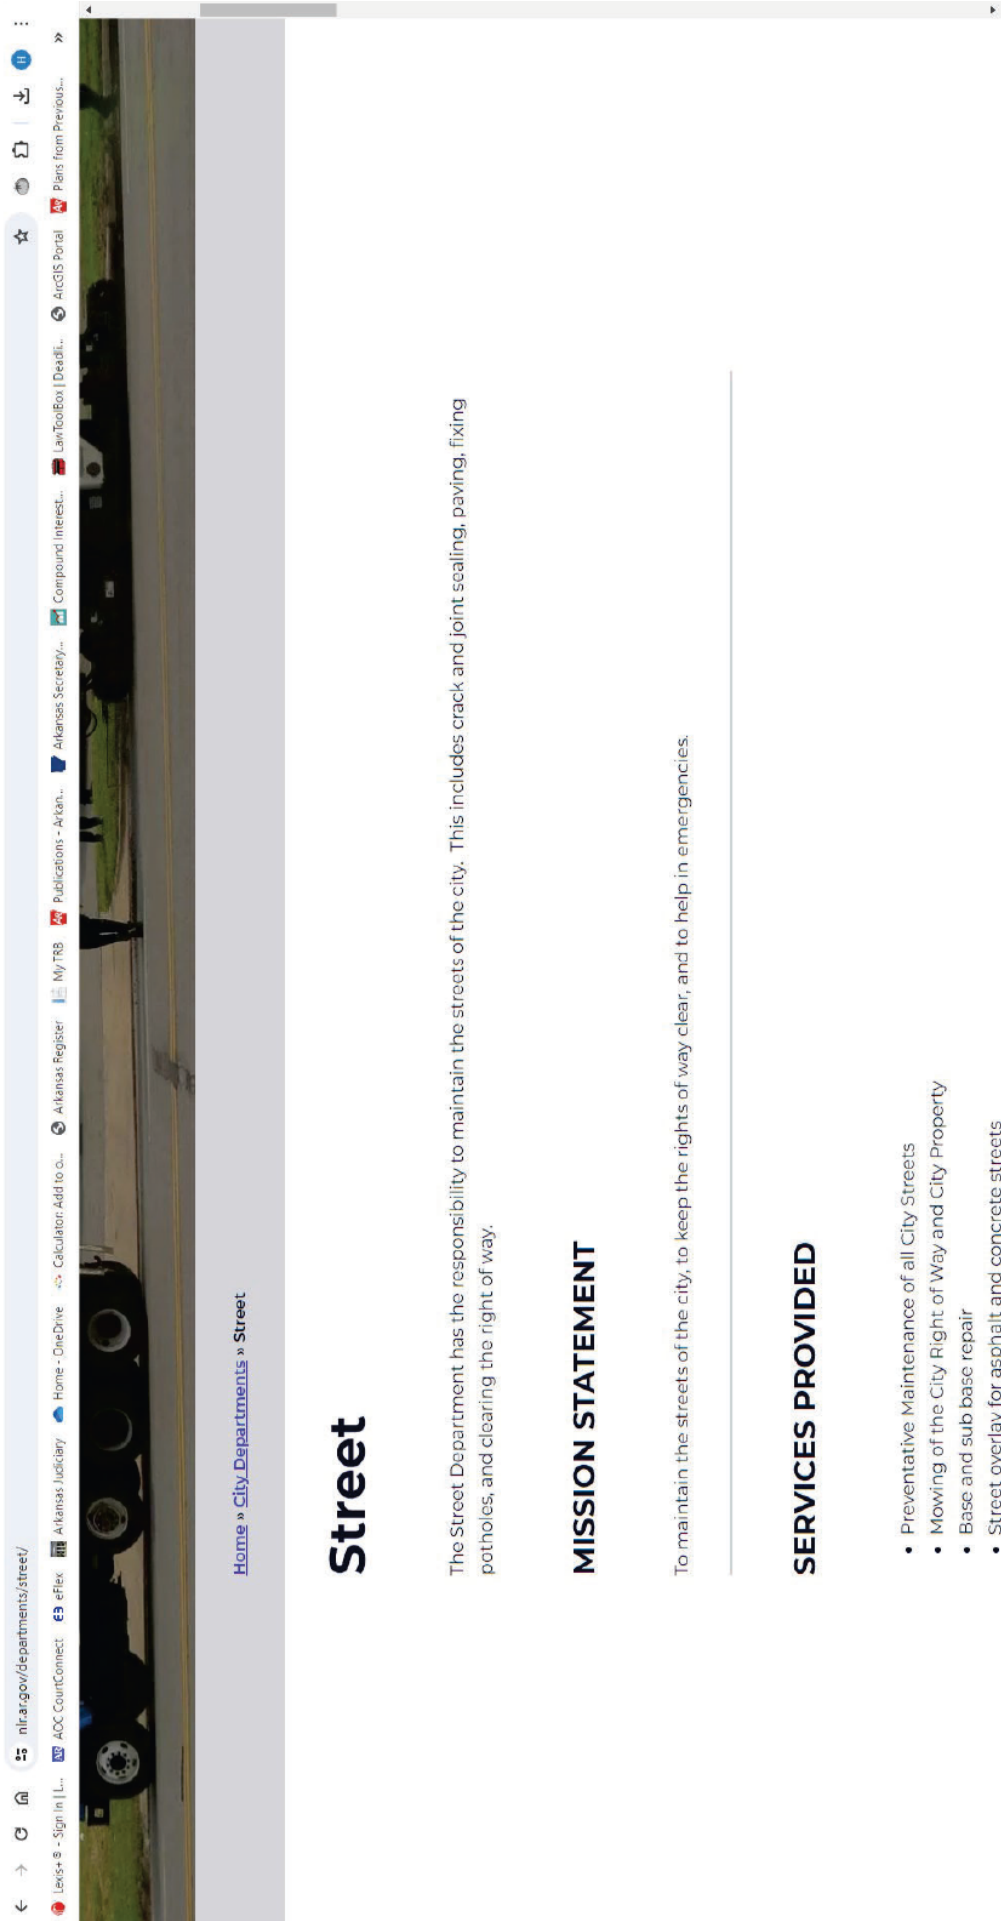 nlr.ar.gov/departments/street/
Lexis+ ® - Sign In | L... AOC CourtConnect eFlex Arkansas Judiciary Home - OneDrive Calculator: Add to o... Arkansas Register My TRB Publications - Arkan... Arkansas Secretary... Compound Interest... LawToolBox | Deadli... ArcGIS Portal Plans from Previous... »
Home » City Departments » Street
Street
The Street Department has the responsibility to maintain the streets of the city. This includes crack and joint sealing, paving, fixing
potholes, and clearing the right of way.
MISSION STATEMENT
To maintain the streets of the city, to keep the rights of way clear, and to help in emergencies.
SERVICES PROVIDED
• Preventative Maintenance of all City Streets
• Mowing of the City Right of Way and City Property
• Base and sub base repair
• Street overlay for asphalt and concrete streets